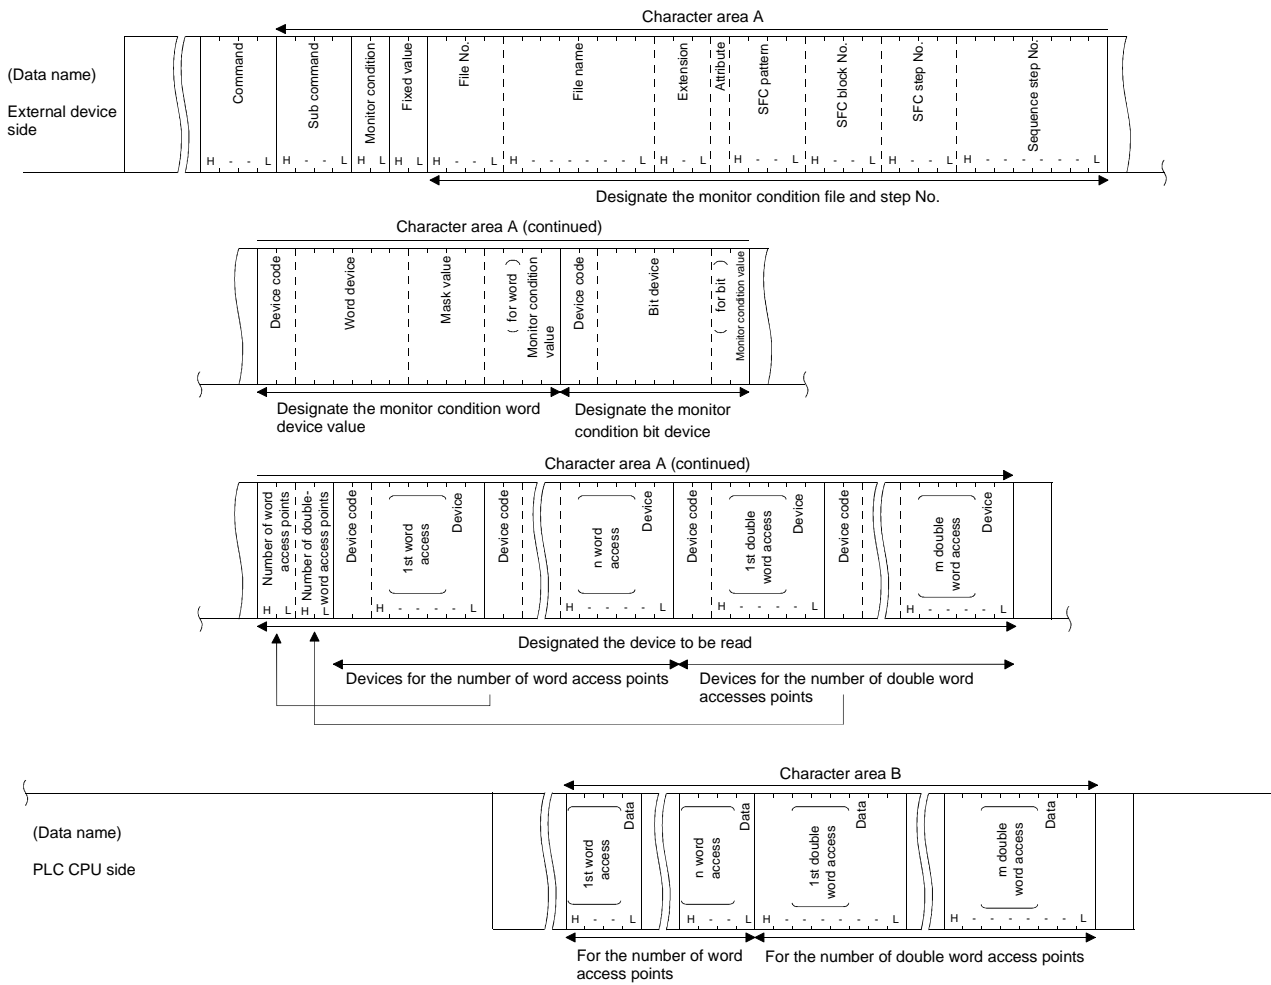 Character area A
(Data name)
External device
side
Command
Sub command
Monitor condition
Fixed value
File No.
File name
Extension
Attribute
SFC pattern
SFC block No.
SFC step No.
Sequence step No.
H - - L H - - L H L H L H - - L H - - - - - - L H - L H - - L H - - L H - - L H - - - - - - L
Designate the monitor condition file and step No.
Character area A (continued)
Device code
Word device
Mask value
( for word )
Monitor condition
value
Device code
Bit device
( for bit )
Monitor condition value
Designate the monitor condition word
device value
Designate the monitor
condition bit device
Character area A (continued)
Number of word
access points
Number of double-
word access points
Device code
1st word
access
Device
Device code
n word
access
Device
Device code
1st double
word access
Device
Device code
m double
word access
Device
H L H L H - - - - L H - - - - L H - - - - L H - - - - L
Designated the device to be read
Devices for the number of word access points
Devices for the number of double word
accesses points
Character area B
(Data name)
PLC CPU side
1st word
access
Data
n word
access
Data
1st double
word access
Data
m double
word access
Data
H - - L H - - L H - - - - - - L H - - - - - - L
For the number of word
access points
For the number of double word access points